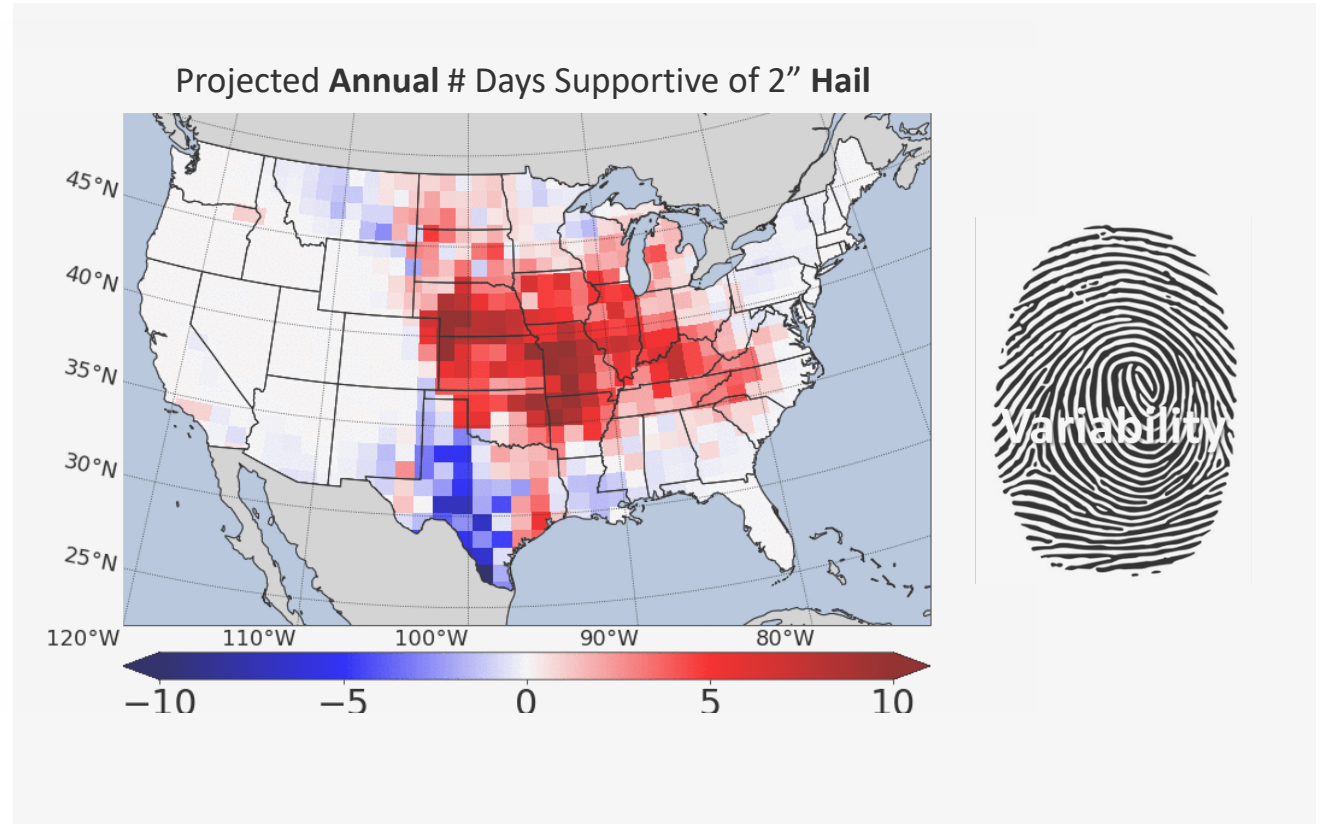 Projected Annual # Days Supportive of 2” Hail
45°N
40°N
35°N
30°N
25°N
120°W 110°W 100°W 90°W 80°W
−10 −5 0 5 10
Variability